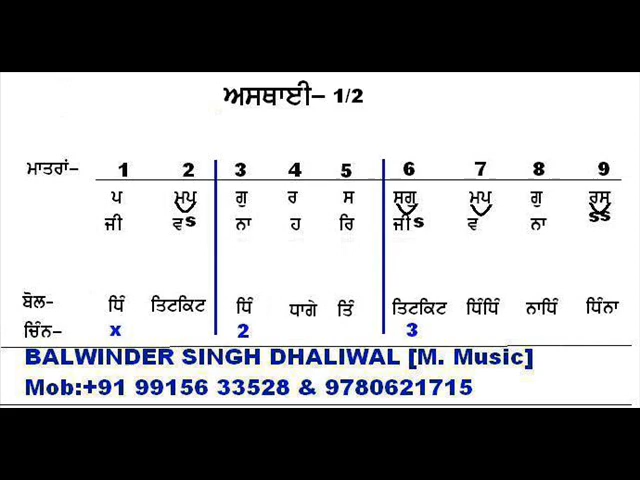 ਅਸਥਾਈ– 1/2
ਮਾਤਰਾਂ– 1 2 3 4 5 6 7 8 9
ਪ ਮਪ ਗੁ ਰ ਸ ਸਗੁ ਮਪ ਗੁ ਰਸ
ਜੀ ਵS ਨਾ ਹ ਰਿ ਜੀS ਵ ਨਾ SS
ਬੋਲ– ਧਿੰ ਤਿਟਕਿਟ ਧਿੰ ਧਾਗੇ ਤਿੰ ਤਿਟਕਿਟ ਧਿੰਧਿੰ ਨਾਧਿੰ ਧਿੰਨਾ
ਚਿੰਨ– x 2 3
BALWINDER SINGH DHALIWAL [M. Music]
Mob:+91 99156 33528 & 9780621715